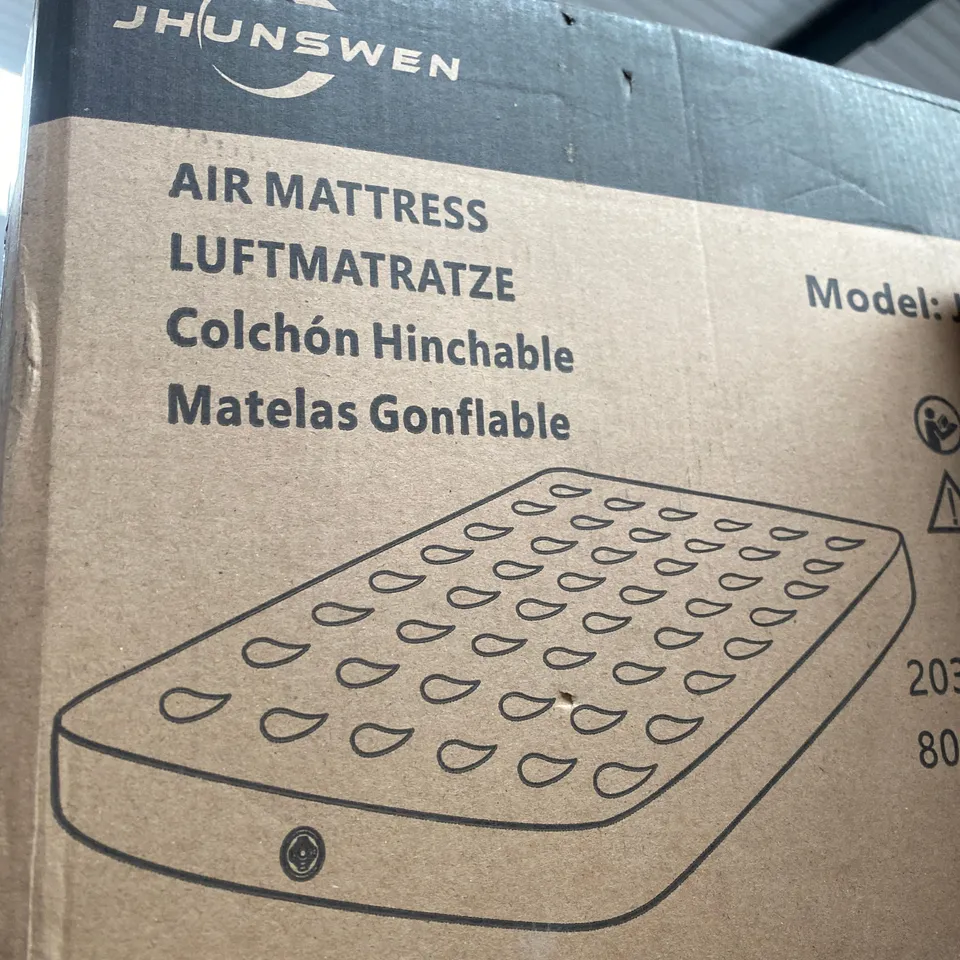 JHUNSWEN
AIR MATTRESS
LUFTMATRATZE
Colchón Hinchable
Matelas Gonflable
Model:
203
80